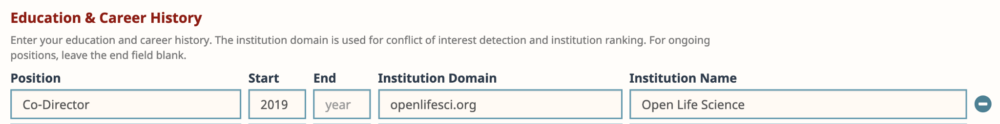 Education & Career History
Enter your education and career history. The institution domain is used for conflict of interest detection and institution ranking. For ongoing
positions, leave the end field blank.
Position Start End Institution Domain Institution Name
Co-Director 2019 year openlifesci.org Open Life Science